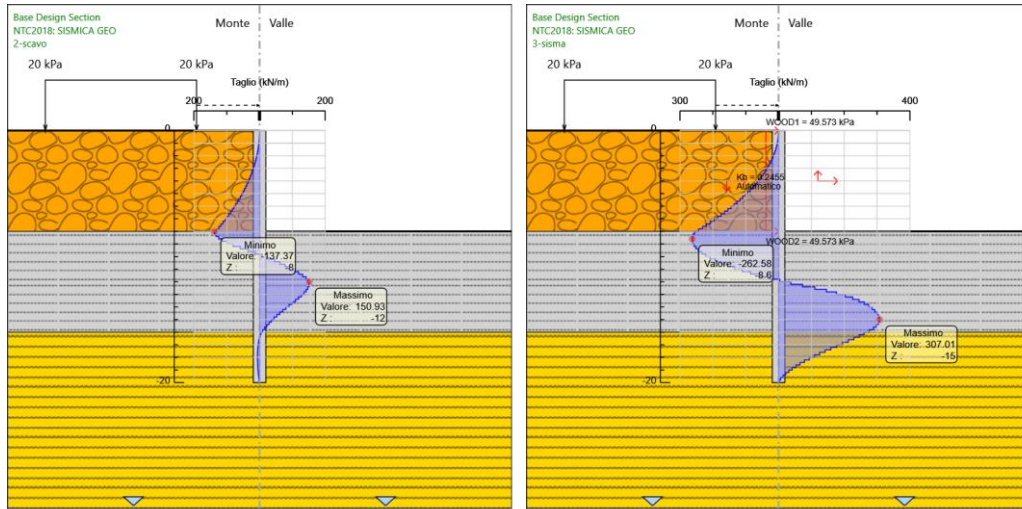 Base Design Section
NTC2018: SISMICA GEO
2-scavo
Monte Valle
20 kPa 20 kPa
Taglio (kN/m)
200 200
0
Minimo
Valore: -137.37
Z : -8
Massimo
Valore: 150.93
Z : -12
-20
Base Design Section
NTC2018: SISMICA GEO
3-sisma
Monte Valle
20 kPa 20 kPa
Taglio (kN/m)
300 400
0
WOOD1 = 49.573 kPa
Kh = 0.2455
Automatico
WOOD2 = 49.573 kPa
Minimo
Valore: -262.58
Z : -8.6
Massimo
Valore: 307.01
Z : -15
-20